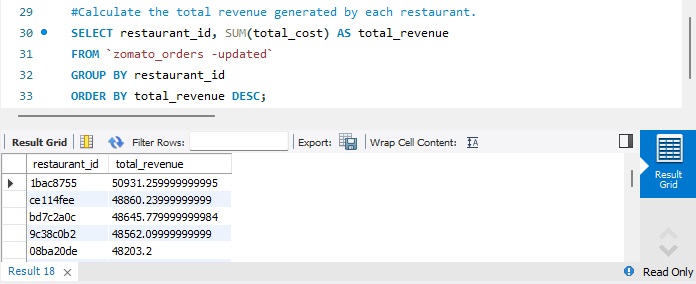 29 #Calculate the total revenue generated by each restaurant.
30 SELECT restaurant_id, SUM(total_cost) AS total_revenue
31 FROM `zomato_orders -updated`
32 GROUP BY restaurant_id
33 ORDER BY total_revenue DESC;
Result Grid Filter Rows: Export: Wrap Cell Content:
restaurant_id total_revenue
1bac8755 50931.259999999995
ce114fee 48860.23999999999
bd7c2a0c 48645.779999999984
9c38c0b2 48562.09999999999
08ba20de 48203.2
Result
Grid
Result 18 Read Only